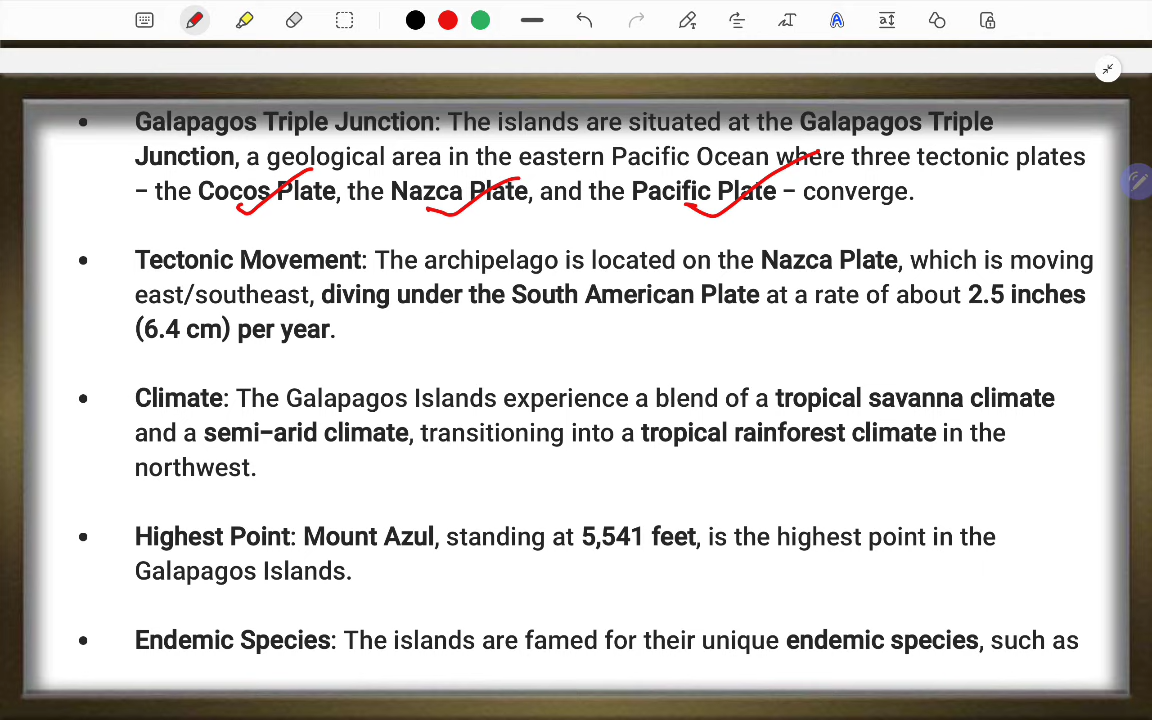 • Galapagos Triple Junction: The islands are situated at the Galapagos Triple
Junction, a geological area in the eastern Pacific Ocean where three tectonic plates
– the Cocos Plate, the Nazca Plate, and the Pacific Plate – converge.
• Tectonic Movement: The archipelago is located on the Nazca Plate, which is moving
east/southeast, diving under the South American Plate at a rate of about 2.5 inches
(6.4 cm) per year.
• Climate: The Galapagos Islands experience a blend of a tropical savanna climate
and a semi–arid climate, transitioning into a tropical rainforest climate in the
northwest.
• Highest Point: Mount Azul, standing at 5,541 feet, is the highest point in the
Galapagos Islands.
• Endemic Species: The islands are famed for their unique endemic species, such as